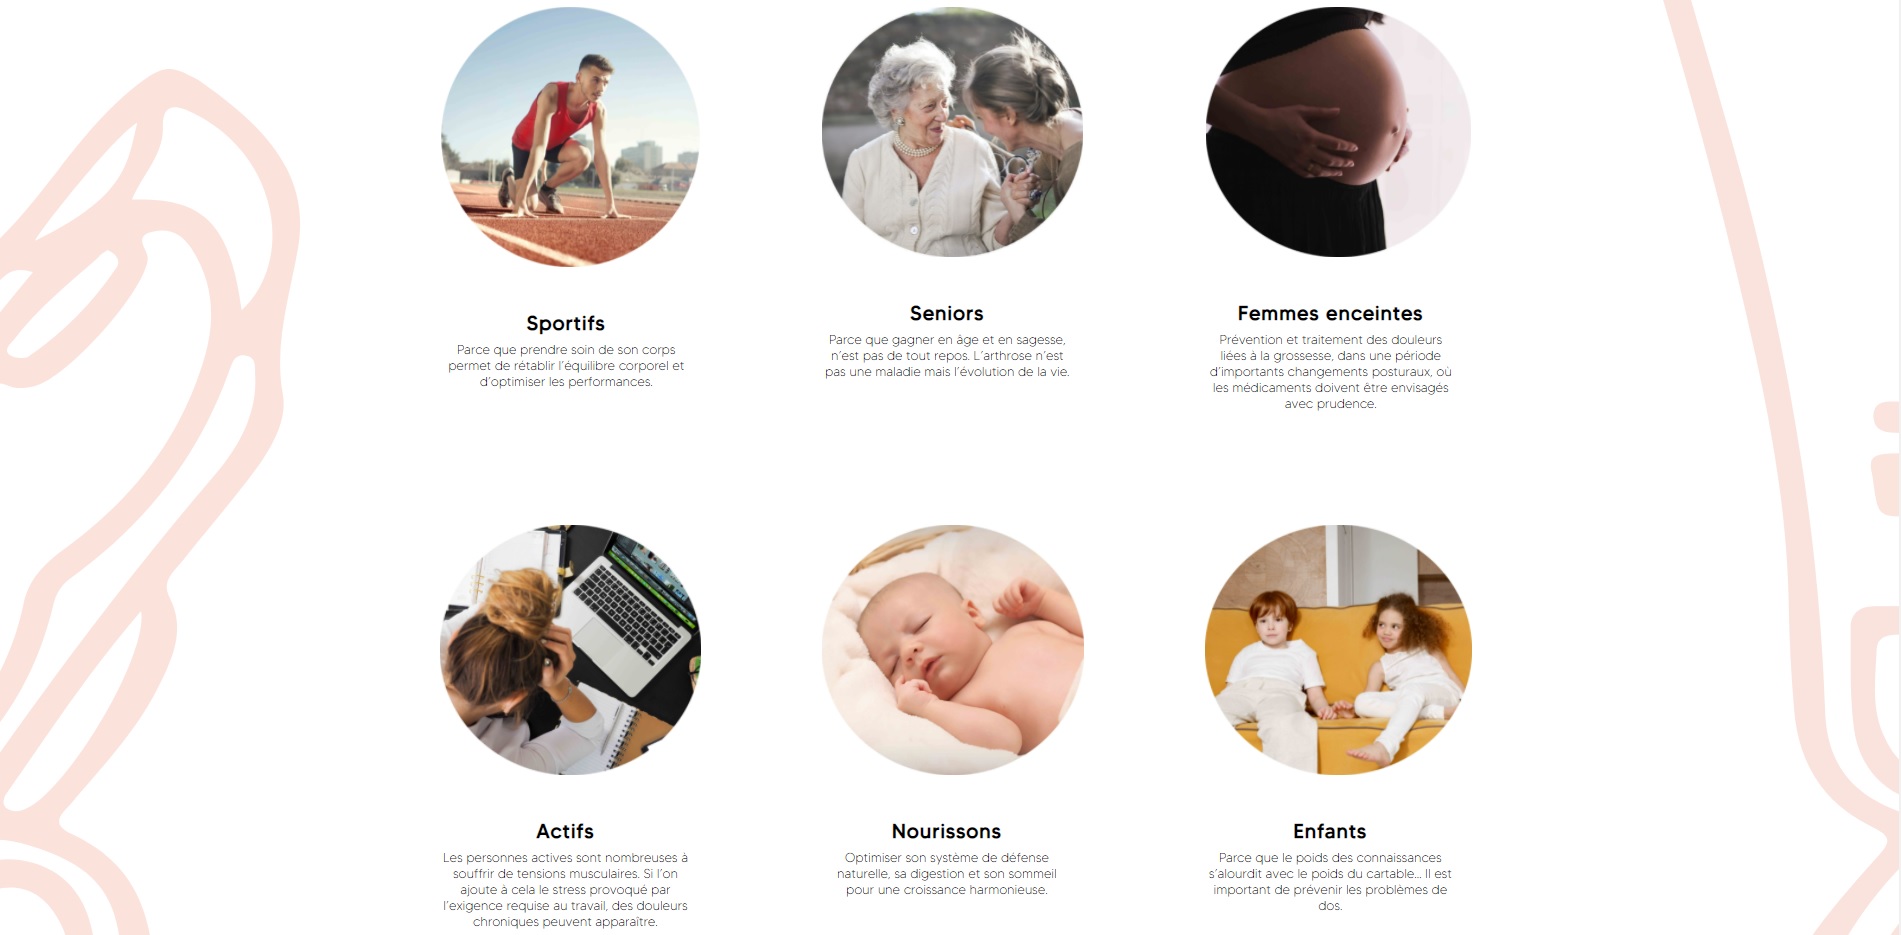 Sportifs
Parce que prendre soin de son corps
permet de rétablir l'équilibre corporel et
d'optimiser les performances.
Seniors
Parce que gagner en âge et en sagesse,
n'est pas de tout repos. L'arthrose n'est
pas une maladie mais l'évolution de la vie.
Femmes enceintes
Prévention et traitement des douleurs
liées à la grossesse, dans une période
d'importants changements posturaux, où
les médicaments doivent être envisagés
avec prudence.
Actifs
Les personnes actives sont nombreuses à
souffrir de tensions musculaires. Si l'on
ajoute à cela le stress provoqué par
l'exigence requise au travail, des douleurs
chroniques peuvent apparaître.
Nourissons
Optimiser son système de défense
naturelle, sa digestion et son sommeil
pour une croissance harmonieuse.
Enfants
Parce que le poids des connaissances
s'alourdit avec le poids du cartable... Il est
important de prévenir les problèmes de
dos.